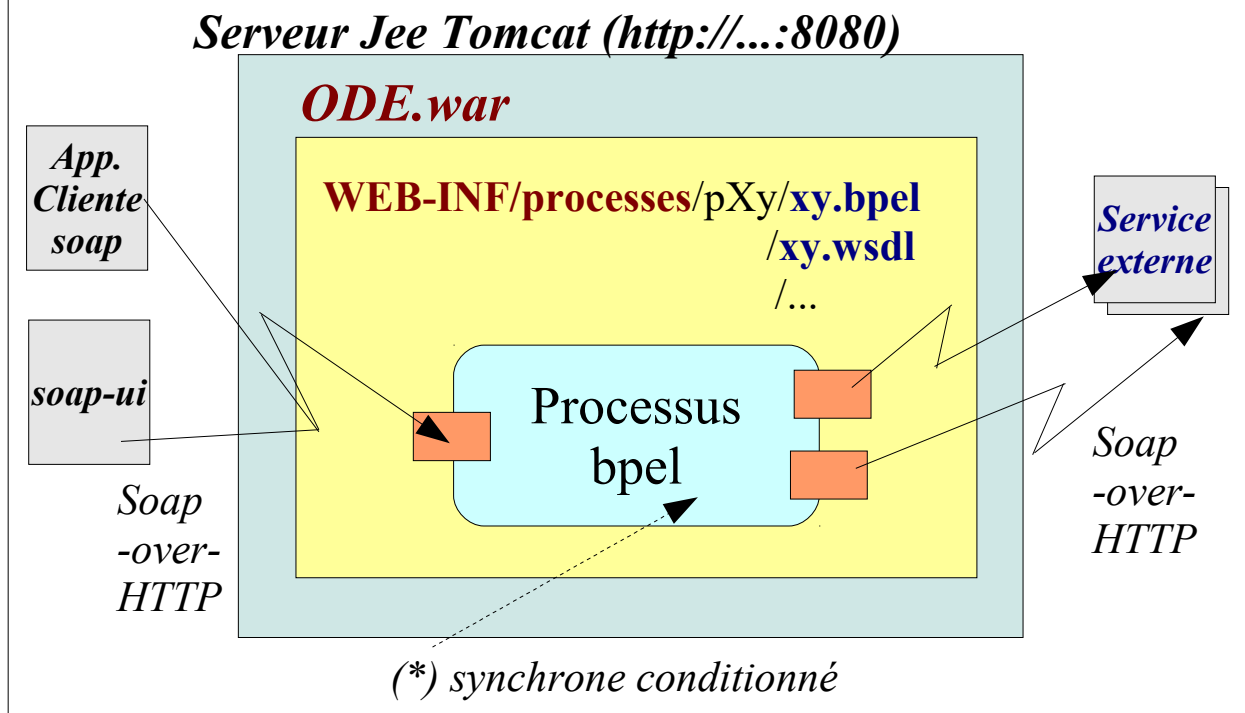 Serveur Jee Tomcat (http://...:8080)
ODE.war
App.
Cliente
soap
WEB-INF/processes/pXy/xy.bpel
/xy.wsdl
/...
Service
externe
soap-ui
Processus
bpel
Soap
-over-
HTTP
Soap
-over-
HTTP
(*) synchrone conditionné